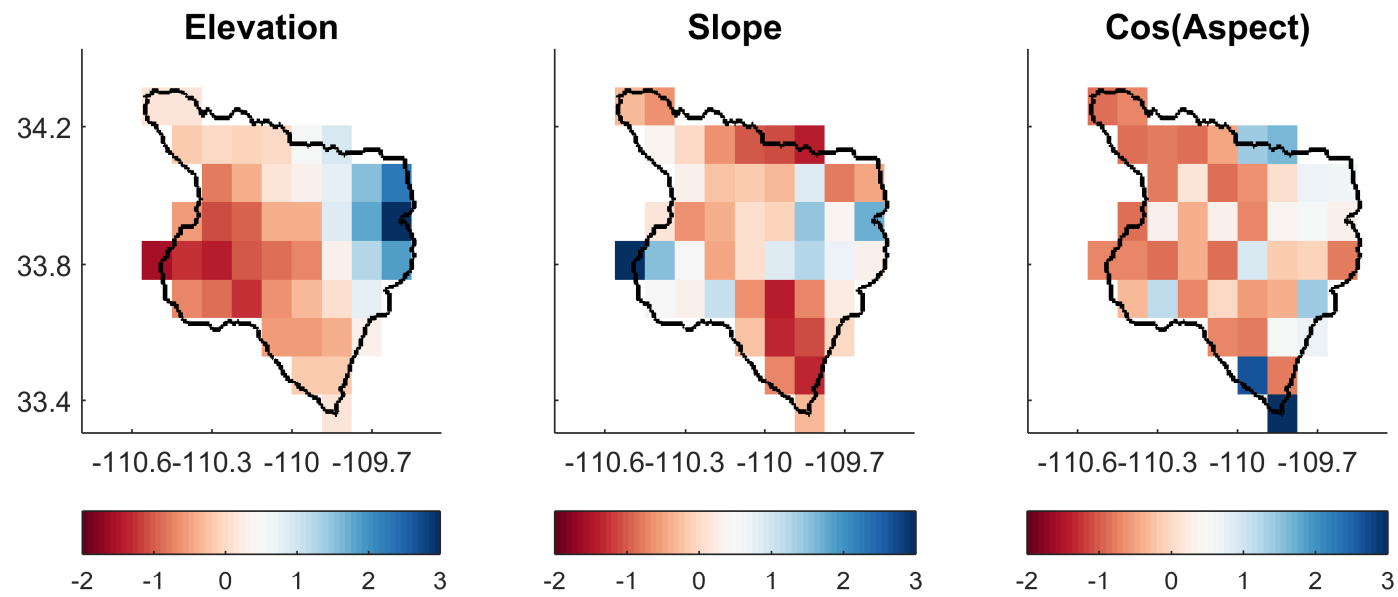 Elevation Slope Cos(Aspect)
34.2
33.8
33.4
-110.6 -110.3 -110 -109.7 -110.6 -110.3 -110 -109.7 -110.6 -110.3 -110 -109.7
-2 -1 0 1 2 3 -2 -1 0 1 2 3 -2 -1 0 1 2 3